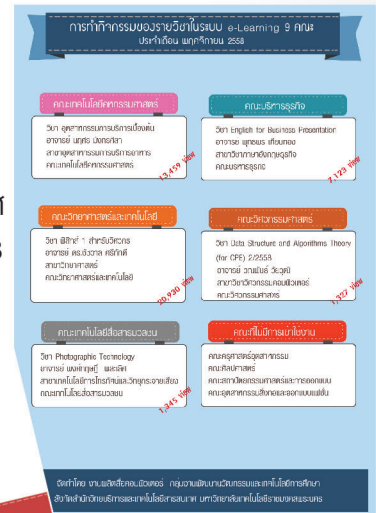 การทำกิจกรรมของรายวิชาในระบบ e-Learning 9 คณะ
ประจำเดือน พฤศจิกายน 2558
คณะเทคโนโลยีคหกรรมศาสตร์
วิชา อุตสาหกรรมการบริการเบื้องต้น
อาจารย์ นฤศร มังกรศิลา
สาขาอุตสาหกรรมการบริการอาหาร
คณะเทคโนโลยีคหกรรมศาสตร์
13,459 view
คณะบริหารธุรกิจ
วิชา English for Business Presentation
อาจารย์ พุทธพร เทียบทอง
สาขาวิชาภาษาอังกฤษธุรกิจ
คณะบริหารธุรกิจ
7,123 view
คณะวิทยาศาสตร์และเทคโนโลยี
วิชา ฟิสิกส์ 1 สำหรับวิศวกร
อาจารย์ ดร.ชัชวาล ศรีภักดี
สาขาวิทยาศาสตร์
คณะวิทยาศาสตร์และเทคโนโลยี
20,930 view
คณะวิศวกรรมศาสตร์
วิชา Data Structure and Algorithms Theory
(for CPE) 2/2558
อาจารย์
สาขาวิชาวิศวกรรมคอมพิวเตอร์
คณะวิศวกรรมศาสตร์
1,377 view
คณะเทคโนโลยีสื่อสารมวลชน
วิชา Photographic Technology
อาจารย์
สาขาเทคโนโลยีการโทรทัศน์และวิทยุกระจายเสียง
คณะเทคโนโลยีสื่อสารมวลชน
1,345 view
คณะที่ไม่มีการเข้าใช้งาน
คณะครุศาสตร์อุตสาหกรรม
คณะศิลปศาสตร์
คณะสถาปัตยกรรมศาสตร์และการออกแบบ
คณะอุตสาหกรรมสิ่งทอและออกแบบแฟชั่น
จัดทำโดย งานผลิตสื่อคอมพิวเตอร์ กลุ่มงานพัฒนานวัตกรรมและเทคโนโลยีการศึกษา
สังกัดสำนักวิทยบริการและเทคโนโลยีสารสนเทศ มหาวิทยาลัยเทคโนโลยีราชมงคลพระนคร